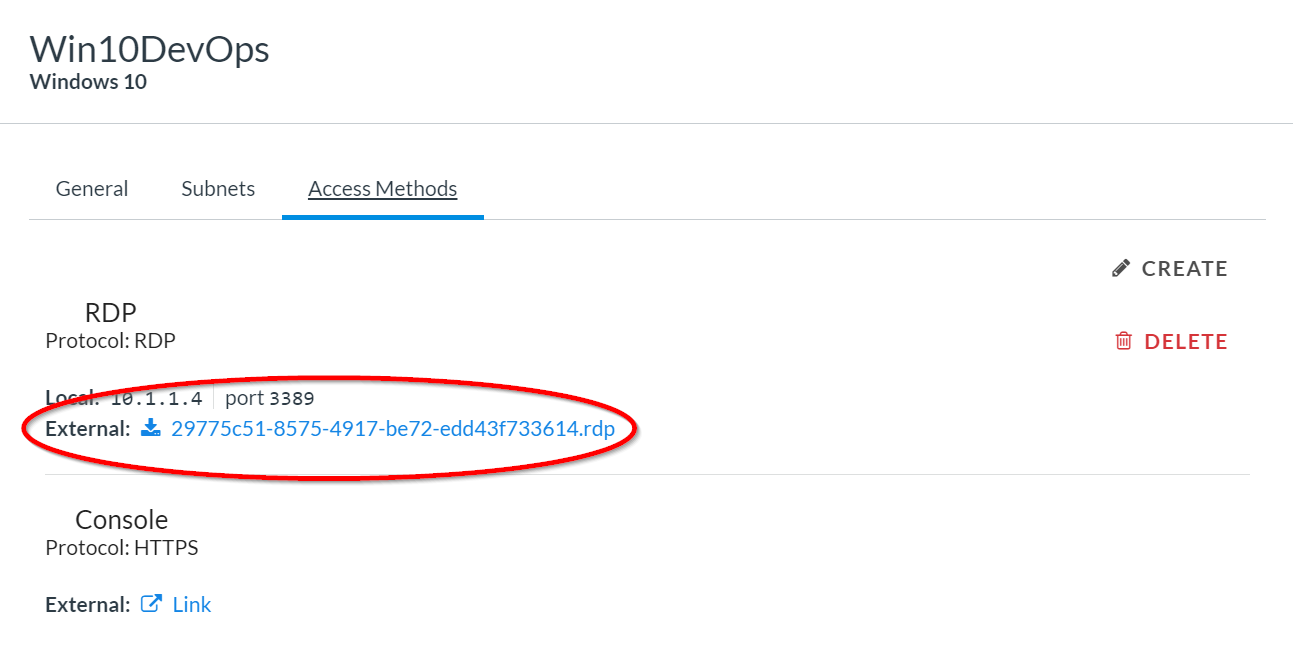 Win10DevOps
Windows 10
General Subnets Access Methods
CREATE
RDP
Protocol: RDP
DELETE
Local: 10.1.1.4 port 3389
External: 29775c51-8575-4917-be72-edd43f733614.rdp
Console
Protocol: HTTPS
External: Link